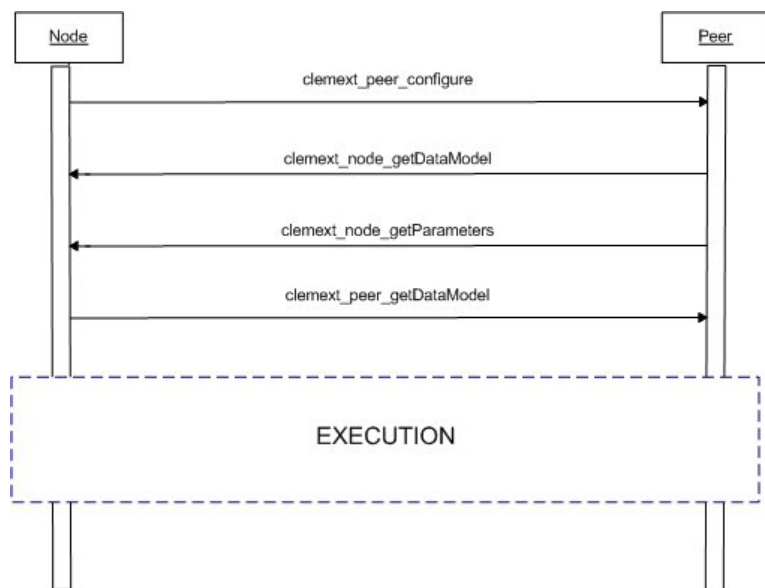 Node
Peer
clemext_peer_configure
clemext_node_getDataModel
clemext_node_getParameters
clemext_peer_getDataModel
EXECUTION